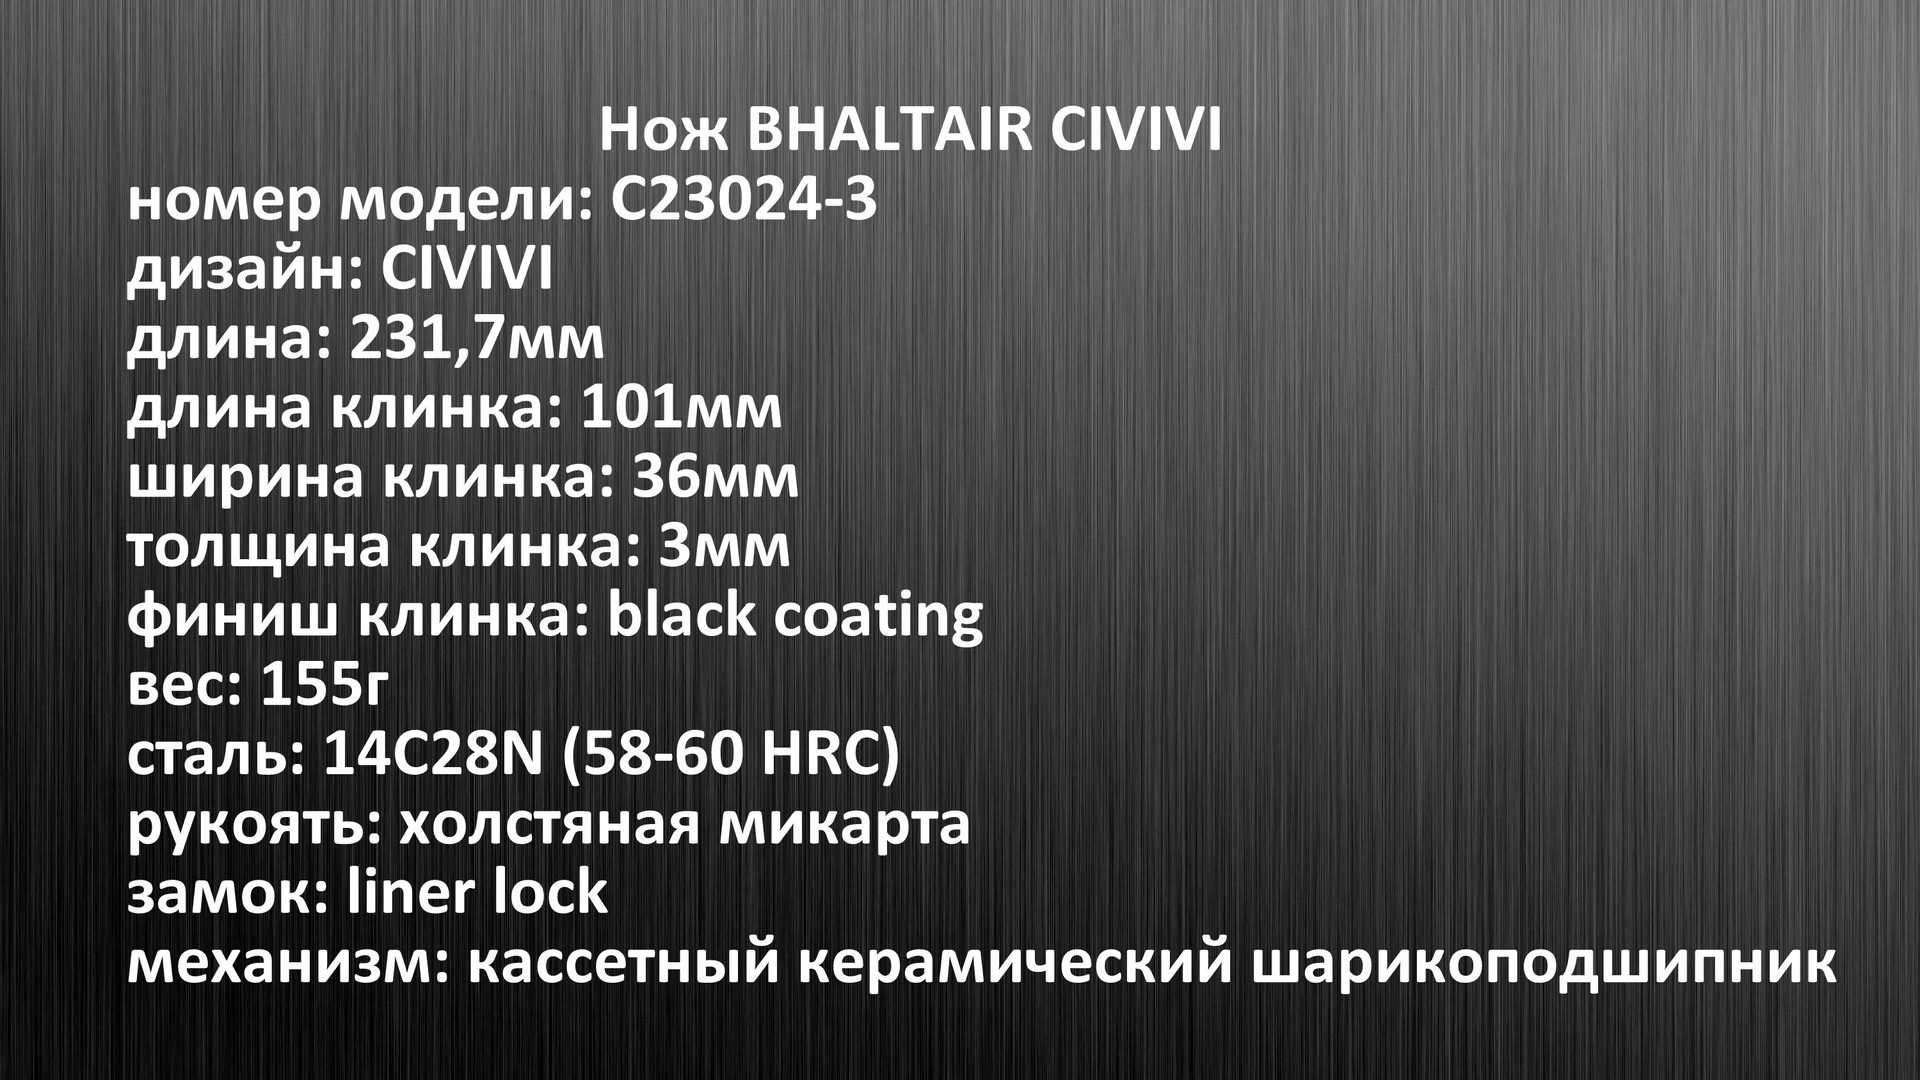 Нож BHALTAIR CIVIVI
номер модели: C23024-3
дизайн: CIVIVI
длина: 231,7мм
длина клинка: 101мм
ширина клинка: 36мм
толщина клинка: 3мм
финиш клинка: black coating
вес: 155г
сталь: 14C28N (58-60 HRC)
рукоять: холстяная микарта
замок: liner lock
механизм: кассетный керамический шарикоподшипник